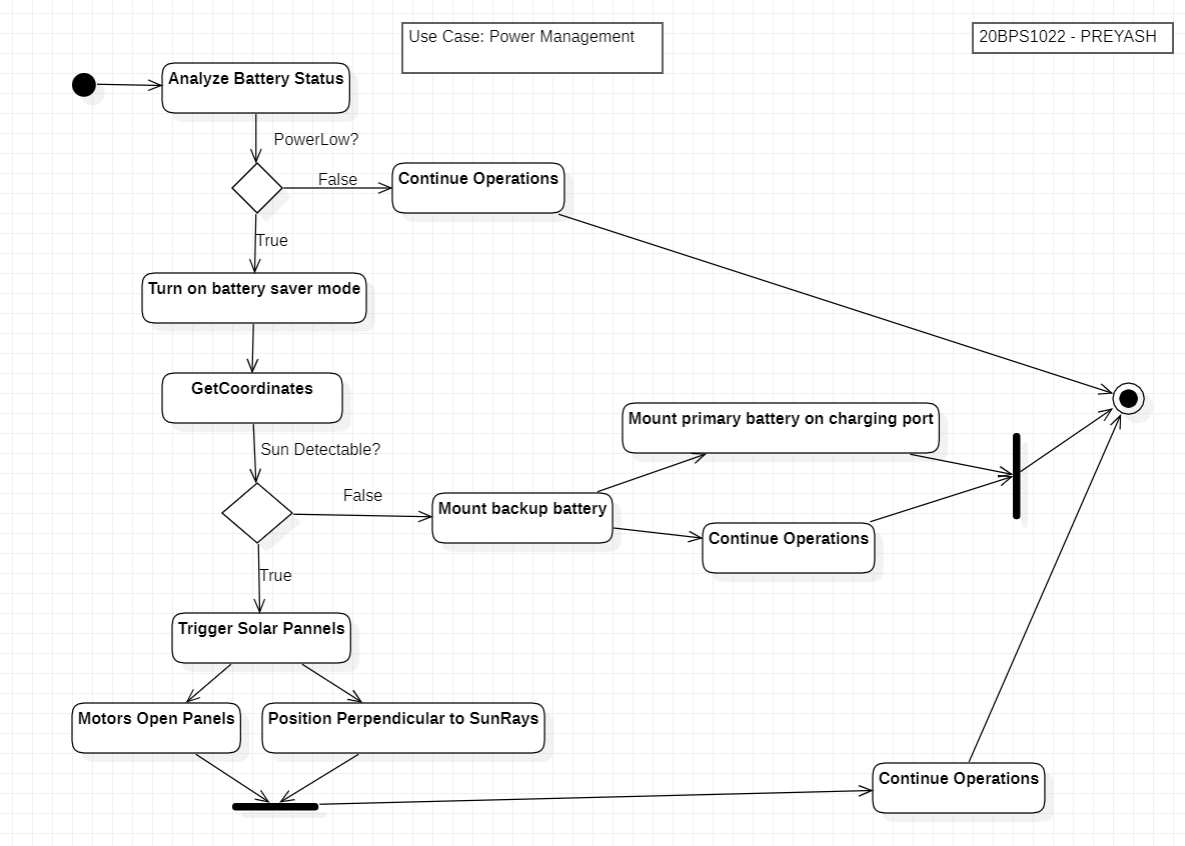 Use Case: Power Management
20BPS1022 - PREYASH
Analyze Battery Status
PowerLow?
False
Continue Operations
True
Turn on battery saver mode
GetCoordinates
Sun Detectable?
False
Mount primary battery on charging port
Mount backup battery
Continue Operations
True
Trigger Solar Pannels
Motors Open Panels
Position Perpendicular to SunRays
Continue Operations